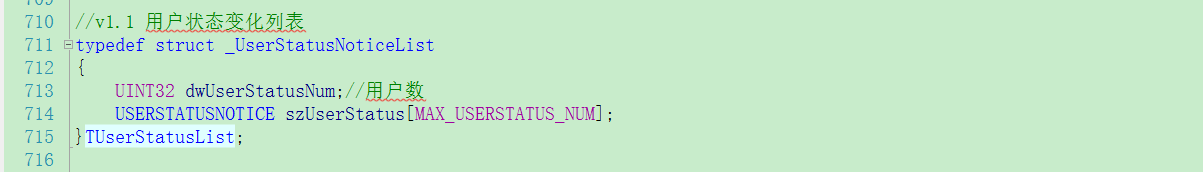 710 //v1.1 用户状态变化列表
711 typedef struct _UserStatusNoticeList
712 {
713 UINT32 dwUserStatusNum;//用户数
714 USERSTATUSNOTICE szUserStatus[MAX_USERSTATUS_NUM];
715 }TUserStatusList;
716